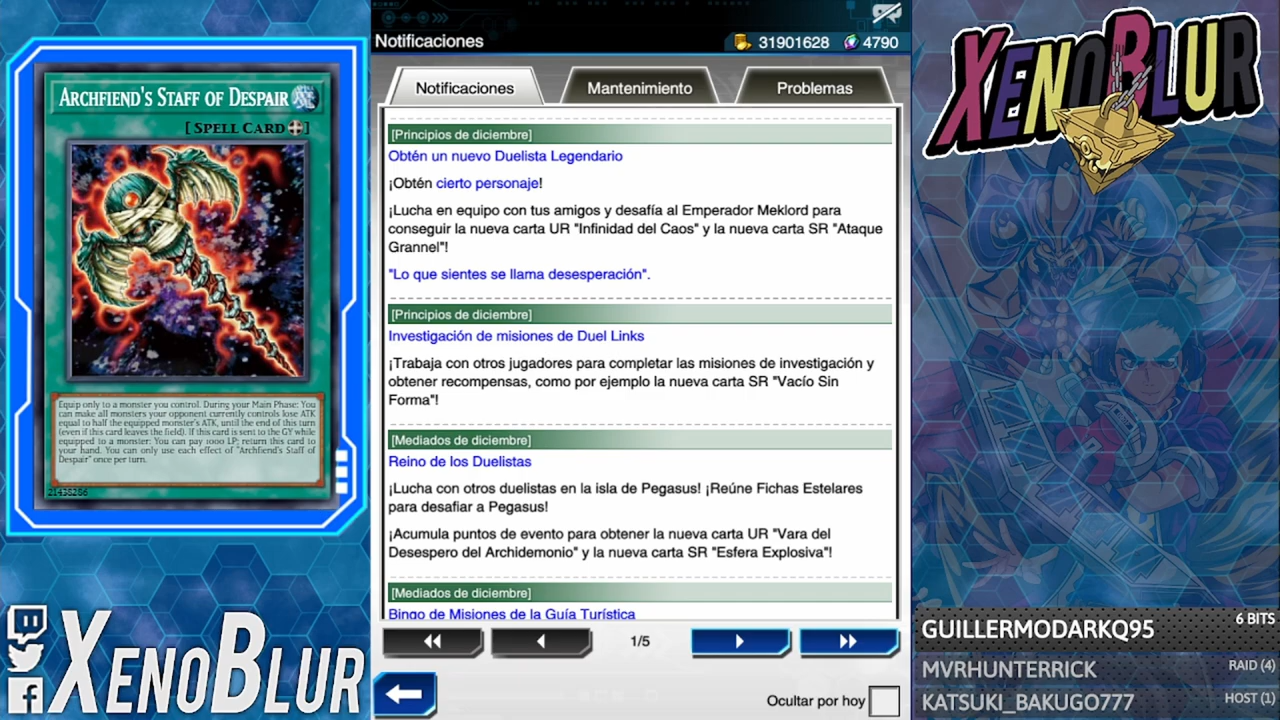 ARCHFIEND'S STAFF OF DESPAIR
[ SPELL CARD ]
Equip only to a monster you control. During your Main Phase: You
can make all monsters your opponent currently controls lose ATK
equal to half the equipped monster's ATK, until the end of this turn
(even if this card leaves the field). If this card is sent to the GY while
equipped to a monster: You can pay 1000 LP; return this card to
your hand. You can only use each effect of "Archfiend's Staff of
Despair" once per turn.
21438286
XENOBLUR
Notificaciones
31901628
4790
Notificaciones
Mantenimiento
Problemas
[Principios de diciembre]
Obtén un nuevo Duelista Legendario
¡Obtén cierto personaje!
¡Lucha en equipo con tus amigos y desafía al Emperador Meklord para
conseguir la nueva carta UR "Infinidad del Caos" y la nueva carta SR "Ataque
Grannel"!
"Lo que sientes se llama desesperación".
[Principios de diciembre]
Investigación de misiones de Duel Links
¡Trabaja con otros jugadores para completar las misiones de investigación y
obtener recompensas, como por ejemplo la nueva carta SR "Vacío Sin
Forma"!
[Mediados de diciembre]
Reino de los Duelistas
¡Lucha con otros duelistas en la isla de Pegasus! ¡Reúne Fichas Estelares
para desafiar a Pegasus!
¡Acumula puntos de evento para obtener la nueva carta UR "Vara del
Desespero del Archidemonio" y la nueva carta SR "Esfera Explosiva"!
[Mediados de diciembre]
Bingo de Misiones de la Guía Turística
1/5
Ocultar por hoy
XENOBLUR
GUILLERMODARKQ95
6 BITS
MVRHUNTERRICK
RAID (4)
KATSUKI_BAKUGO777
HOST (1)